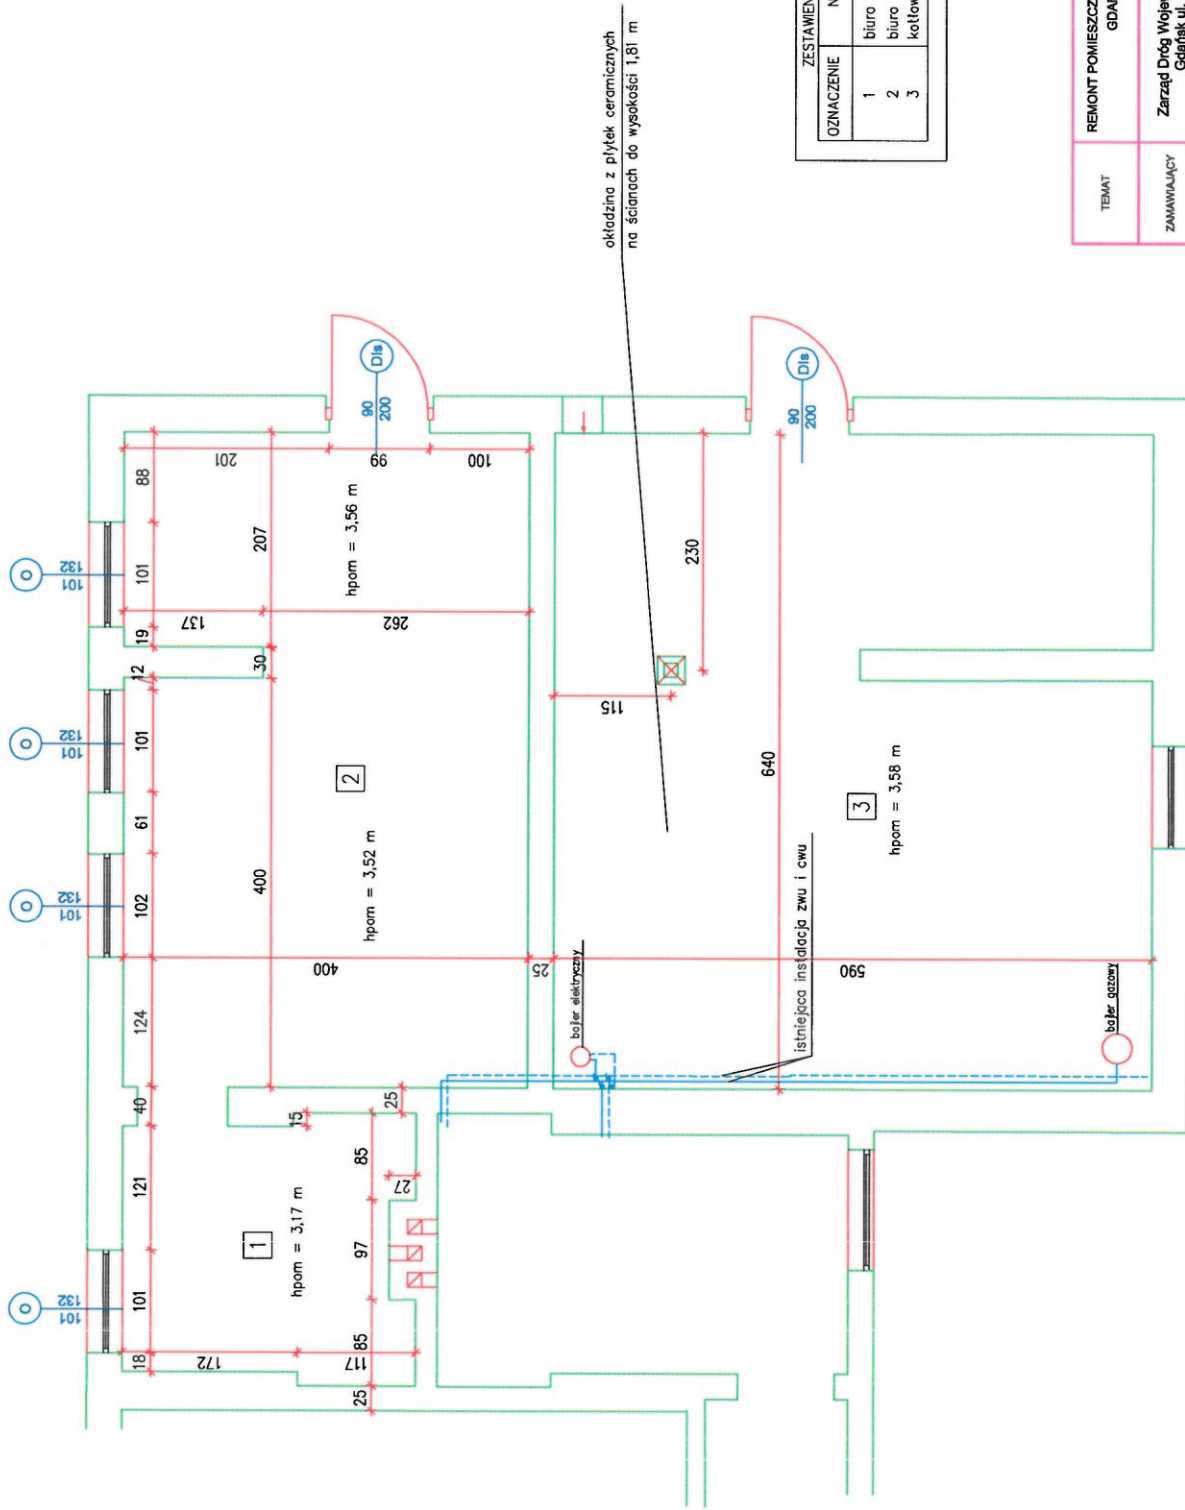 okładzina z płytek ceramicznych
na ścianach do wysokości 1,81 m
ZESTAWIEN
OZNACZENIE
1 biuro
2 biuro
3 kotłow
TEMAT
REMONT POMIESZCZ
GDAŃ
ZAMAWIAJĄCY
Zarząd Dróg Wojew
Gdańsk ul.
O 101 132
O 101 132
O 101 132
O 101 132
18 101 121 40 124 102 61 101 12 19 101 88
172
117
137
262
201
99
100
90 200 Dls
400 30 207
400
25
1
hpom = 3,17 m
2
hpom = 3,52 m
hpom = 3,56 m
15
25
25 85 97 85
27
bojler elektryczny
istniejąca instalacja zwu i cwu
115
230
640
90 200 Dls
3
hpom = 3,58 m
590
bojler gazowy